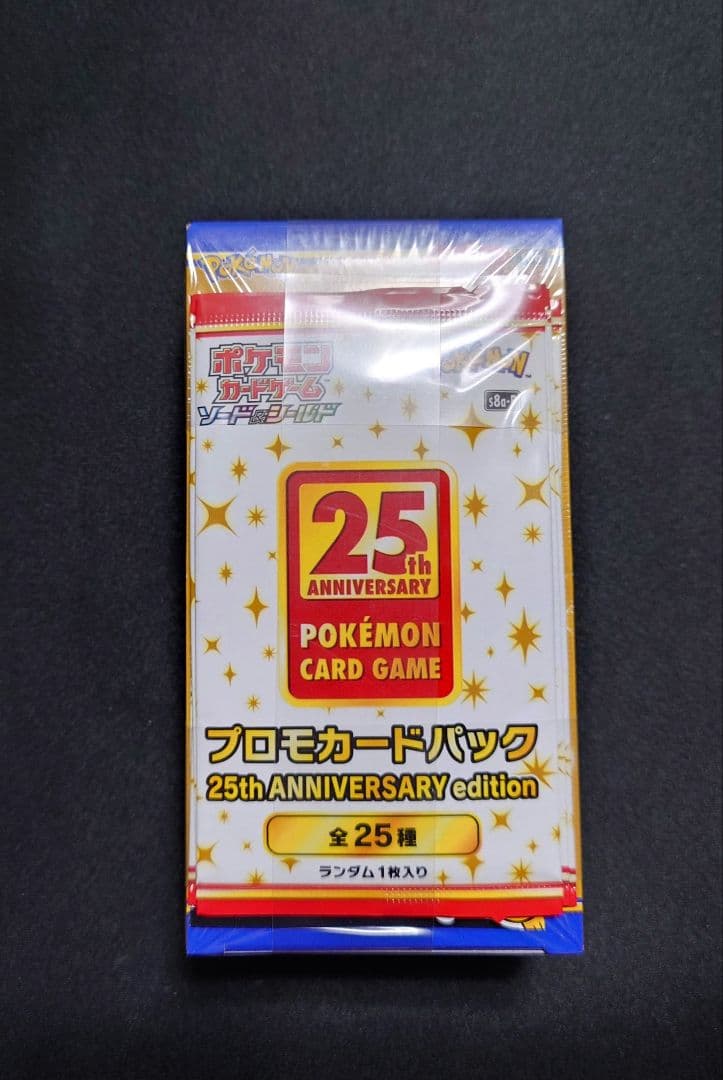 POKÉMON
ポケモン
カードゲーム
ソード&シールド
25th
ANNIVERSARY
POKÉMON
CARD GAME
プロモカードパック
25th ANNIVERSARY edition
全25種
ランダム1枚入り